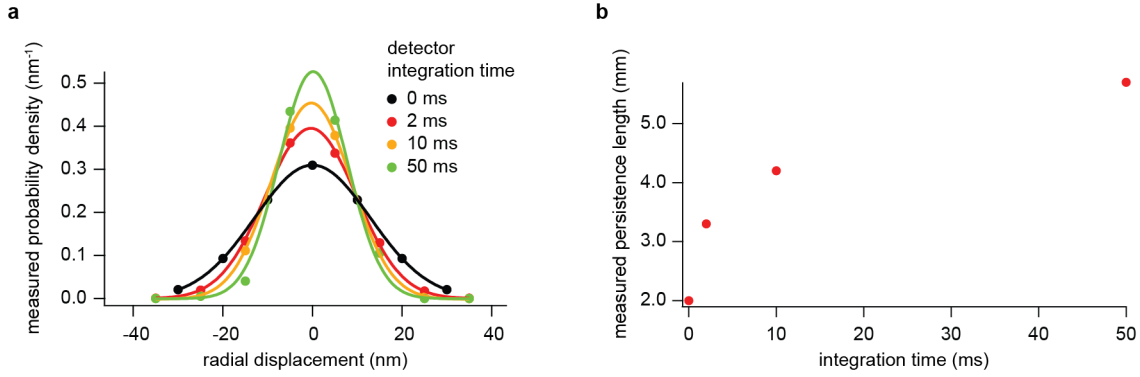 a
measured probability density (nm⁻¹)
0.5
0.4
0.3
0.2
0.1
0.0
-40
-20
0
20
40
radial displacement (nm)
detector
integration time
0 ms
2 ms
10 ms
50 ms
b
measured persistence length (mm)
5.0
4.0
3.0
2.0
0
10
20
30
40
50
integration time (ms)